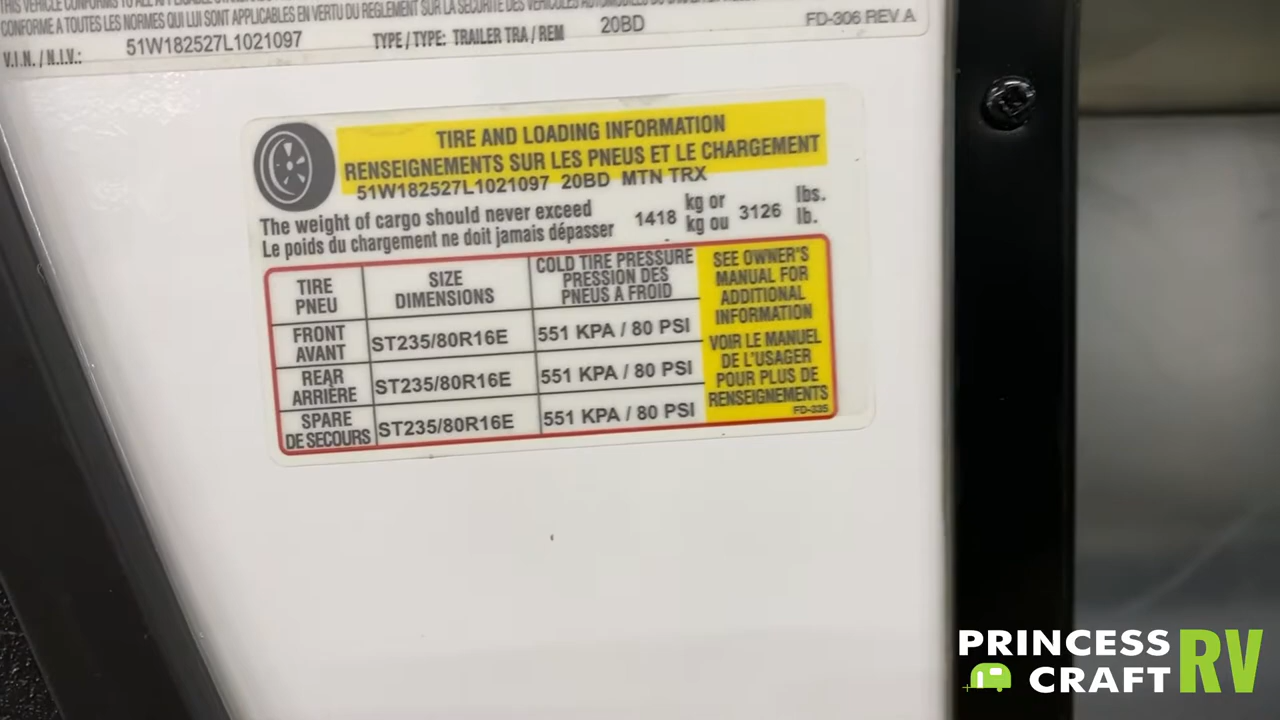 THIS VEHICLE CONFORMS TO ALL
CONFORME A TOUTES LES NORMES QUI LUI SONT APPLICABLES EN VERTU DU REGLEMENT SUR LA SECURITE DES VEHICULES AUTOMOBILES DU
V.I.N. / N.I.V.: 51W182527L1021097 TYPE/TYPE: TRAILER TRA / REM 20BD FD-306 REV A
TIRE AND LOADING INFORMATION
RENSEIGNEMENTS SUR LES PNEUS ET LE CHARGEMENT
51W182527L1021097 20BD MTN TRX
The weight of cargo should never exceed 1418 kg or 3126 lbs.
Le poids du chargement ne doit jamais dépasser kg ou lb.
TIRE
PNEU
SIZE
DIMENSIONS
COLD TIRE PRESSURE
PRESSION DES
PNEUS A FROID
FRONT
AVANT
ST235/80R16E
551 KPA / 80 PSI
REAR
ARRIÈRE
ST235/80R16E
551 KPA / 80 PSI
SPARE
DE SECOURS
ST235/80R16E
551 KPA / 80 PSI
SEE OWNER'S
MANUAL FOR
ADDITIONAL
INFORMATION
VOIR LE MANUEL
DE L'USAGER
POUR PLUS DE
RENSEIGNEMENTS
FD-335
PRINCESS
CRAFT
RV